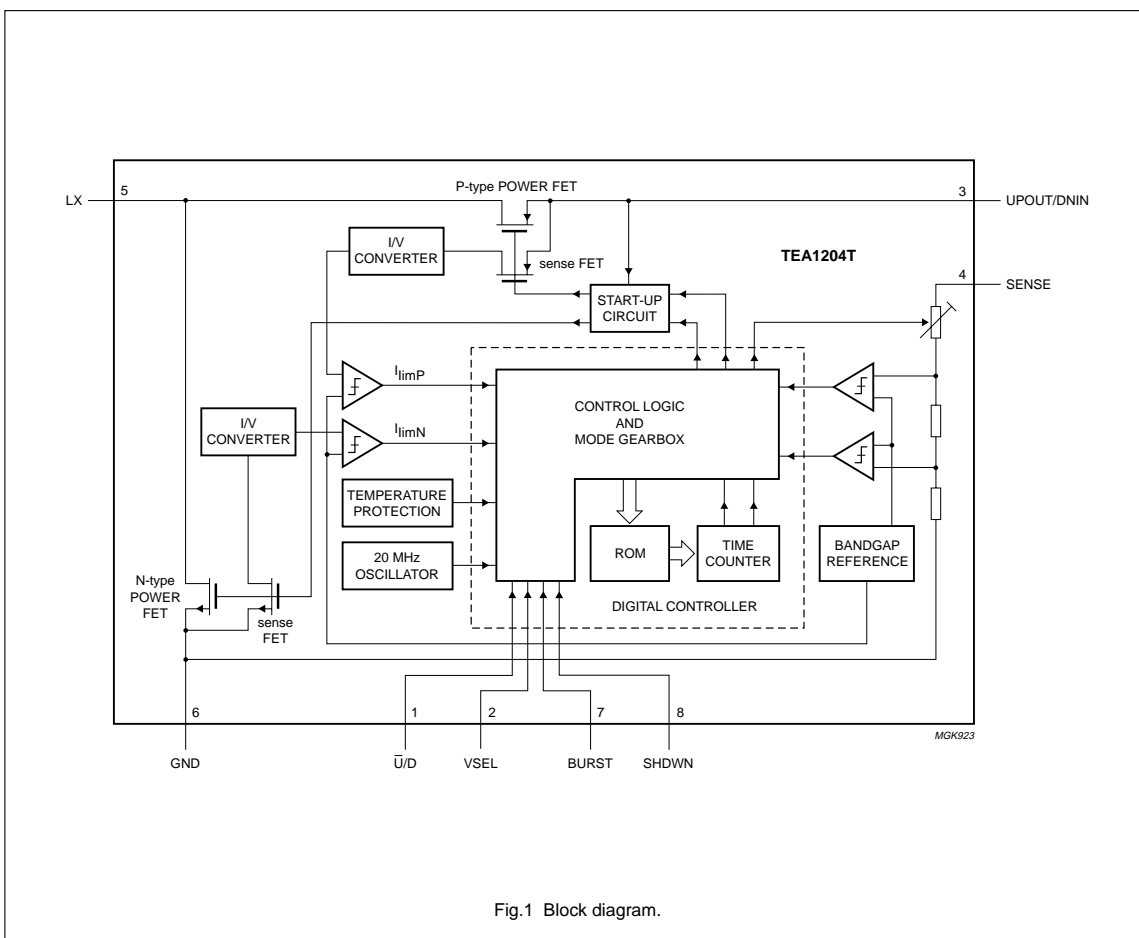 P-type POWER FET
LX
5
3
UPOUT/DNIN
I/V
CONVERTER
sense FET
TEA1204T
4
SENSE
START-UP
CIRCUIT
IlimP
CONTROL LOGIC
AND
MODE GEARBOX
I/V
CONVERTER
IlimN
TEMPERATURE
PROTECTION
20 MHz
OSCILLATOR
ROM
TIME
COUNTER
BANDGAP
REFERENCE
N-type
POWER
FET
sense
FET
DIGITAL CONTROLLER
6
1
2
7
8
MGK923
GND
U̅/D
VSEL
BURST
SHDWN
Fig.1 Block diagram.